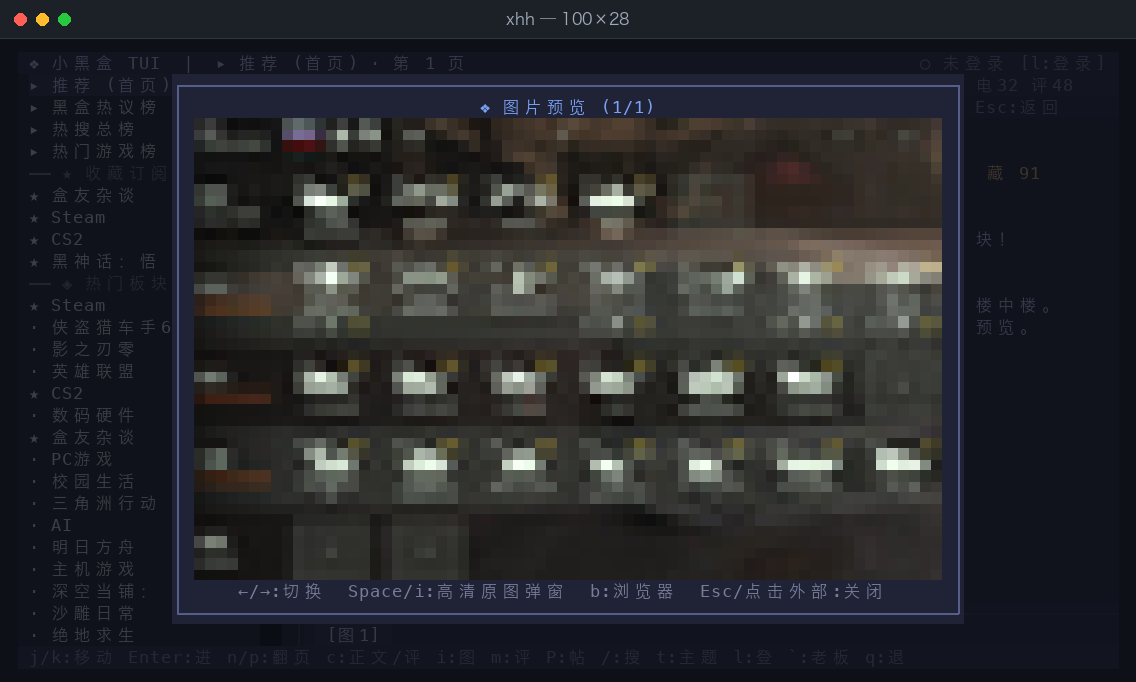 xhh — 100×28
❖ 小黑盒 TUI | ▸ 推荐 (首页) · 第 1 页 ○ 未登录 [l:登录]
▸ 推荐 (首页) 电32 评48
▸ 黑盒热议榜 Esc:返回
❖ 图片预览 (1/1)
▸ 热搜总榜
▸ 热门游戏榜
── ★ 收藏订阅 藏 91
★ 盒友杂谈
★ Steam
★ CS2 块!
★ 黑神话: 悟
── ◈ 热门板块
★ Steam 楼中楼。
· 侠盗猎车手6 预览。
· 影之刃零
· 英雄联盟
★ CS2
· 数码硬件
★ 盒友杂谈
· PC游戏
· 校园生活
· 三角洲行动
· AI
· 明日方舟
· 主机游戏
· 深空当铺:
←/→:切换 Space/i:高清原图弹窗 b:浏览器 Esc/点击外部:关闭
· 沙雕日常
· 绝地求生 [图1]
j/k:移动 Enter:进 n/p:翻页 c:正文/评 i:图 m:评 P:帖 /:搜 t:主题 l:登 `:老板 q:退